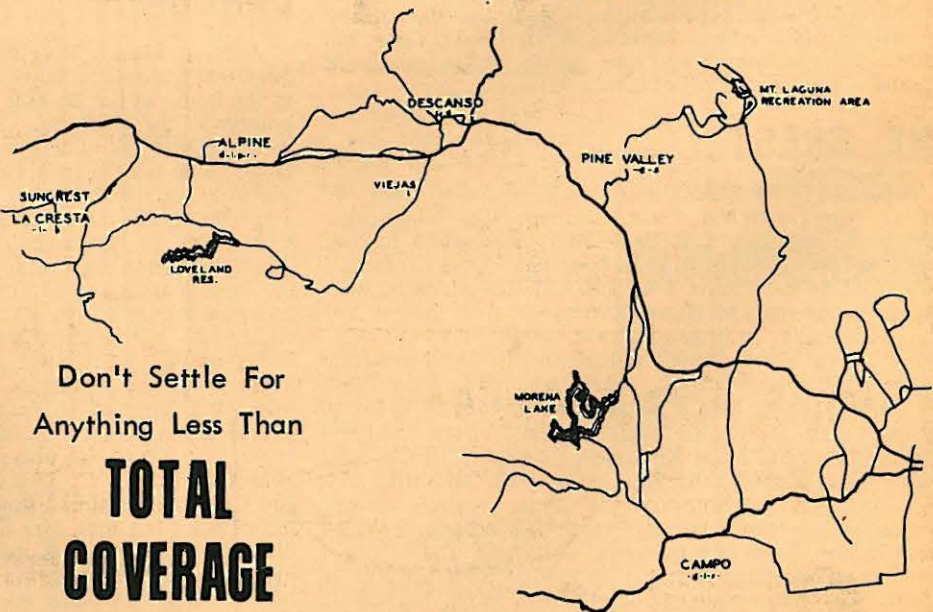 DESCANSO
MT. LAGUNA
RECREATION AREA
ALPINE
PINE VALLEY
VIEJAS
SUNCREST
LA CRESTA
LOVELAND
RES.
Don't Settle For
Anything Less Than
TOTAL
COVERAGE
MORENA
LAKE
CAMPO